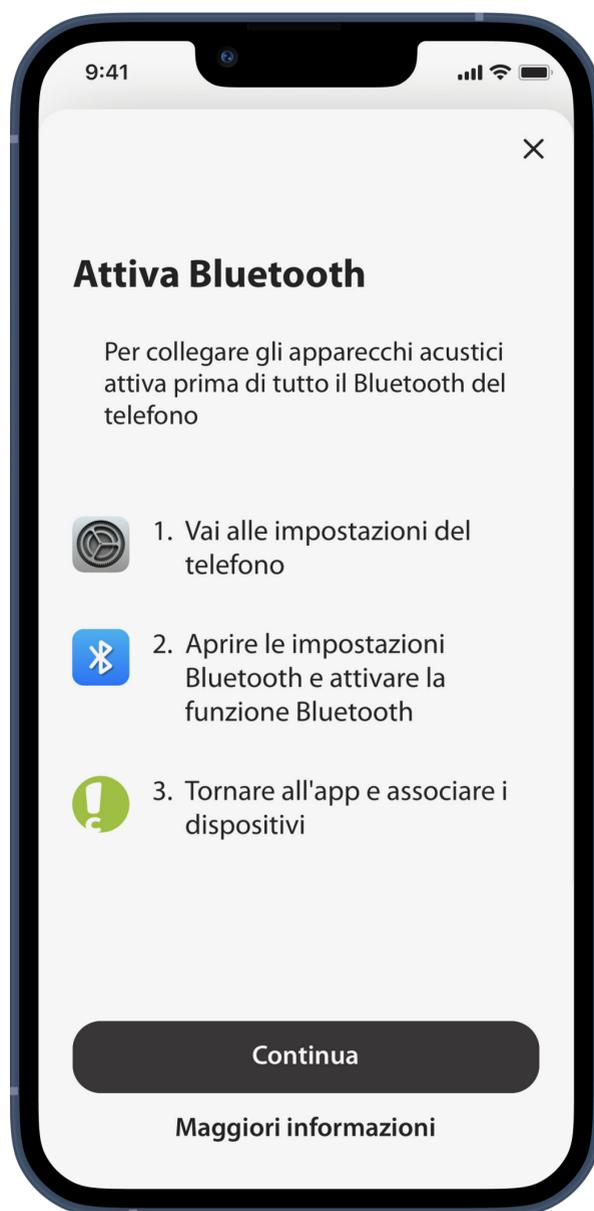 9:41
Attiva Bluetooth
Per collegare gli apparecchi acustici
attiva prima di tutto il Bluetooth del
telefono
1. Vai alle impostazioni del
telefono
2. Aprire le impostazioni
Bluetooth e attivare la
funzione Bluetooth
3. Tornare all'app e associare i
dispositivi
Continua
Maggiori informazioni